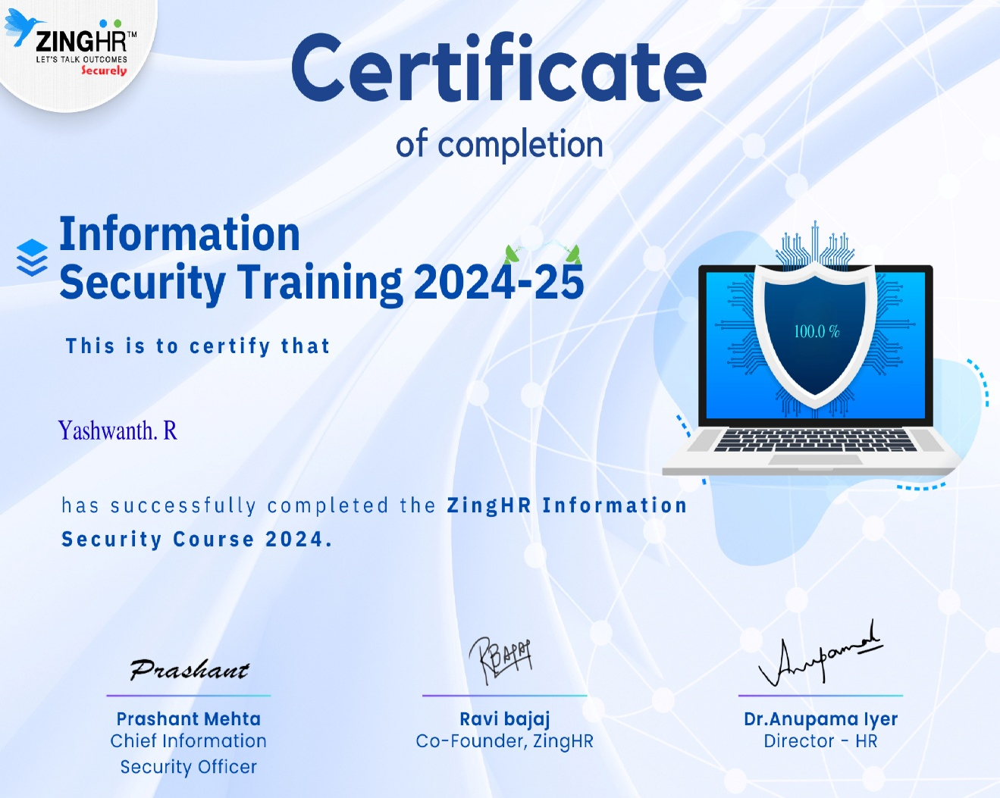 ZINGHR™
LET'S TALK OUTCOMES
Securely
Certificate
of completion
Information
Security Training 2024-25
100.0 %
This is to certify that
Yashwanth. R
has successfully completed the ZingHR Information
Security Course 2024.
Prashant
RBajaj
Anupama
Prashant Mehta
Chief Information
Security Officer
Ravi bajaj
Co-Founder, ZingHR
Dr.Anupama Iyer
Director - HR